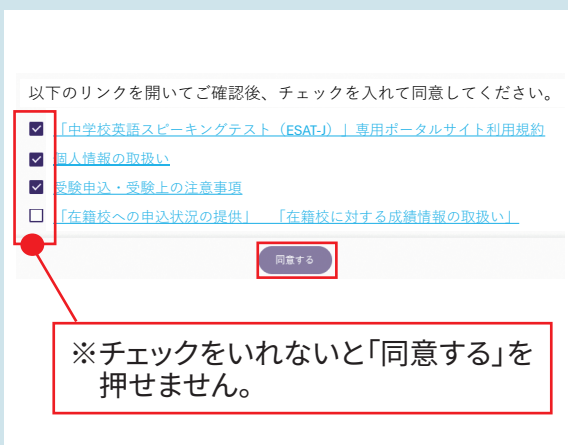 以下のリンクを開いてご確認後、チェックを入れて同意してください。
「中学校英語スピーキングテスト（ESAT-J）」専用ポータルサイト利用規約
個人情報の取扱い
受験申込・受験上の注意事項
「在籍校への申込状況の提供」　「在籍校に対する成績情報の取扱い」
同意する
※チェックをいれないと「同意する」を
押せません。